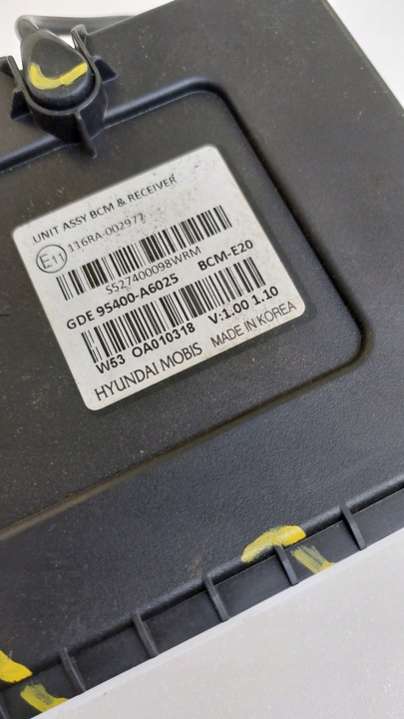 UNIT ASSY BCM & RECEIVER
E11 116RA-002977
S527400098WRM
GDE 95400-A6025 BCM-E20
W53 OA010318 V:1.00 1.10
HYUNDAI MOBIS MADE IN KOREA